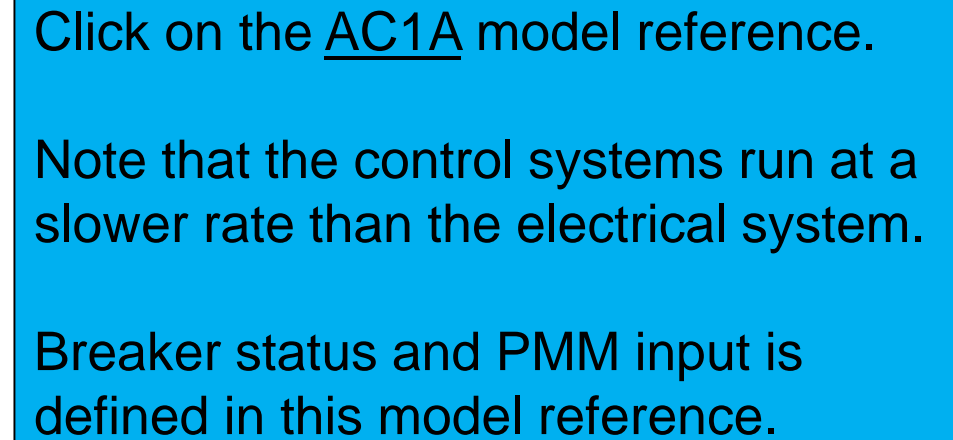 Click on the AC1A model reference.
Note that the control systems run at a
slower rate than the electrical system.
Breaker status and PMM input is
defined in this model reference.